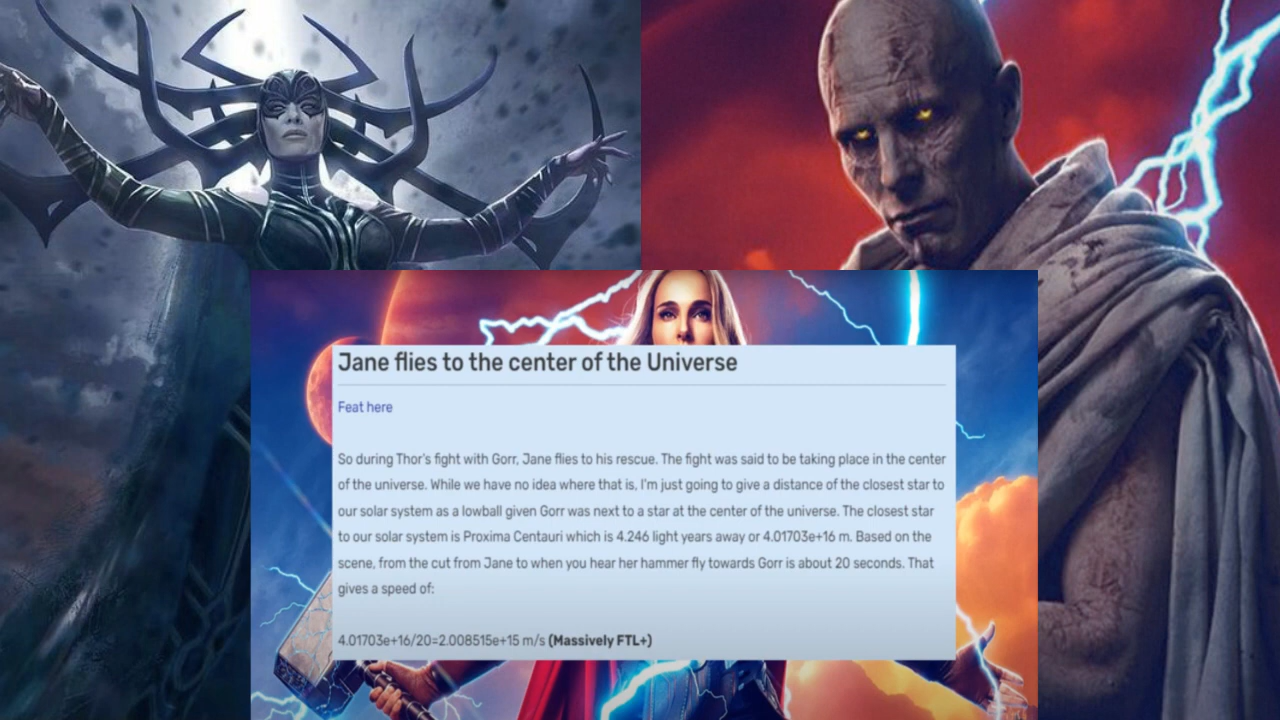 Jane flies to the center of the Universe
Feat here
So during Thor's fight with Gorr, Jane flies to his rescue. The fight was said to be taking place in the center
of the universe. While we have no idea where that is, I'm just going to give a distance of the closest star to
our solar system as a lowball given Gorr was next to a star at the center of the universe. The closest star
to our solar system is Proxima Centauri which is 4.246 light years away or 4.01703e+16 m. Based on the
scene, from the cut from Jane to when you hear her hammer fly towards Gorr is about 20 seconds. That
gives a speed of:
4.01703e+16/20=2.008515e+15 m/s (Massively FTL+)